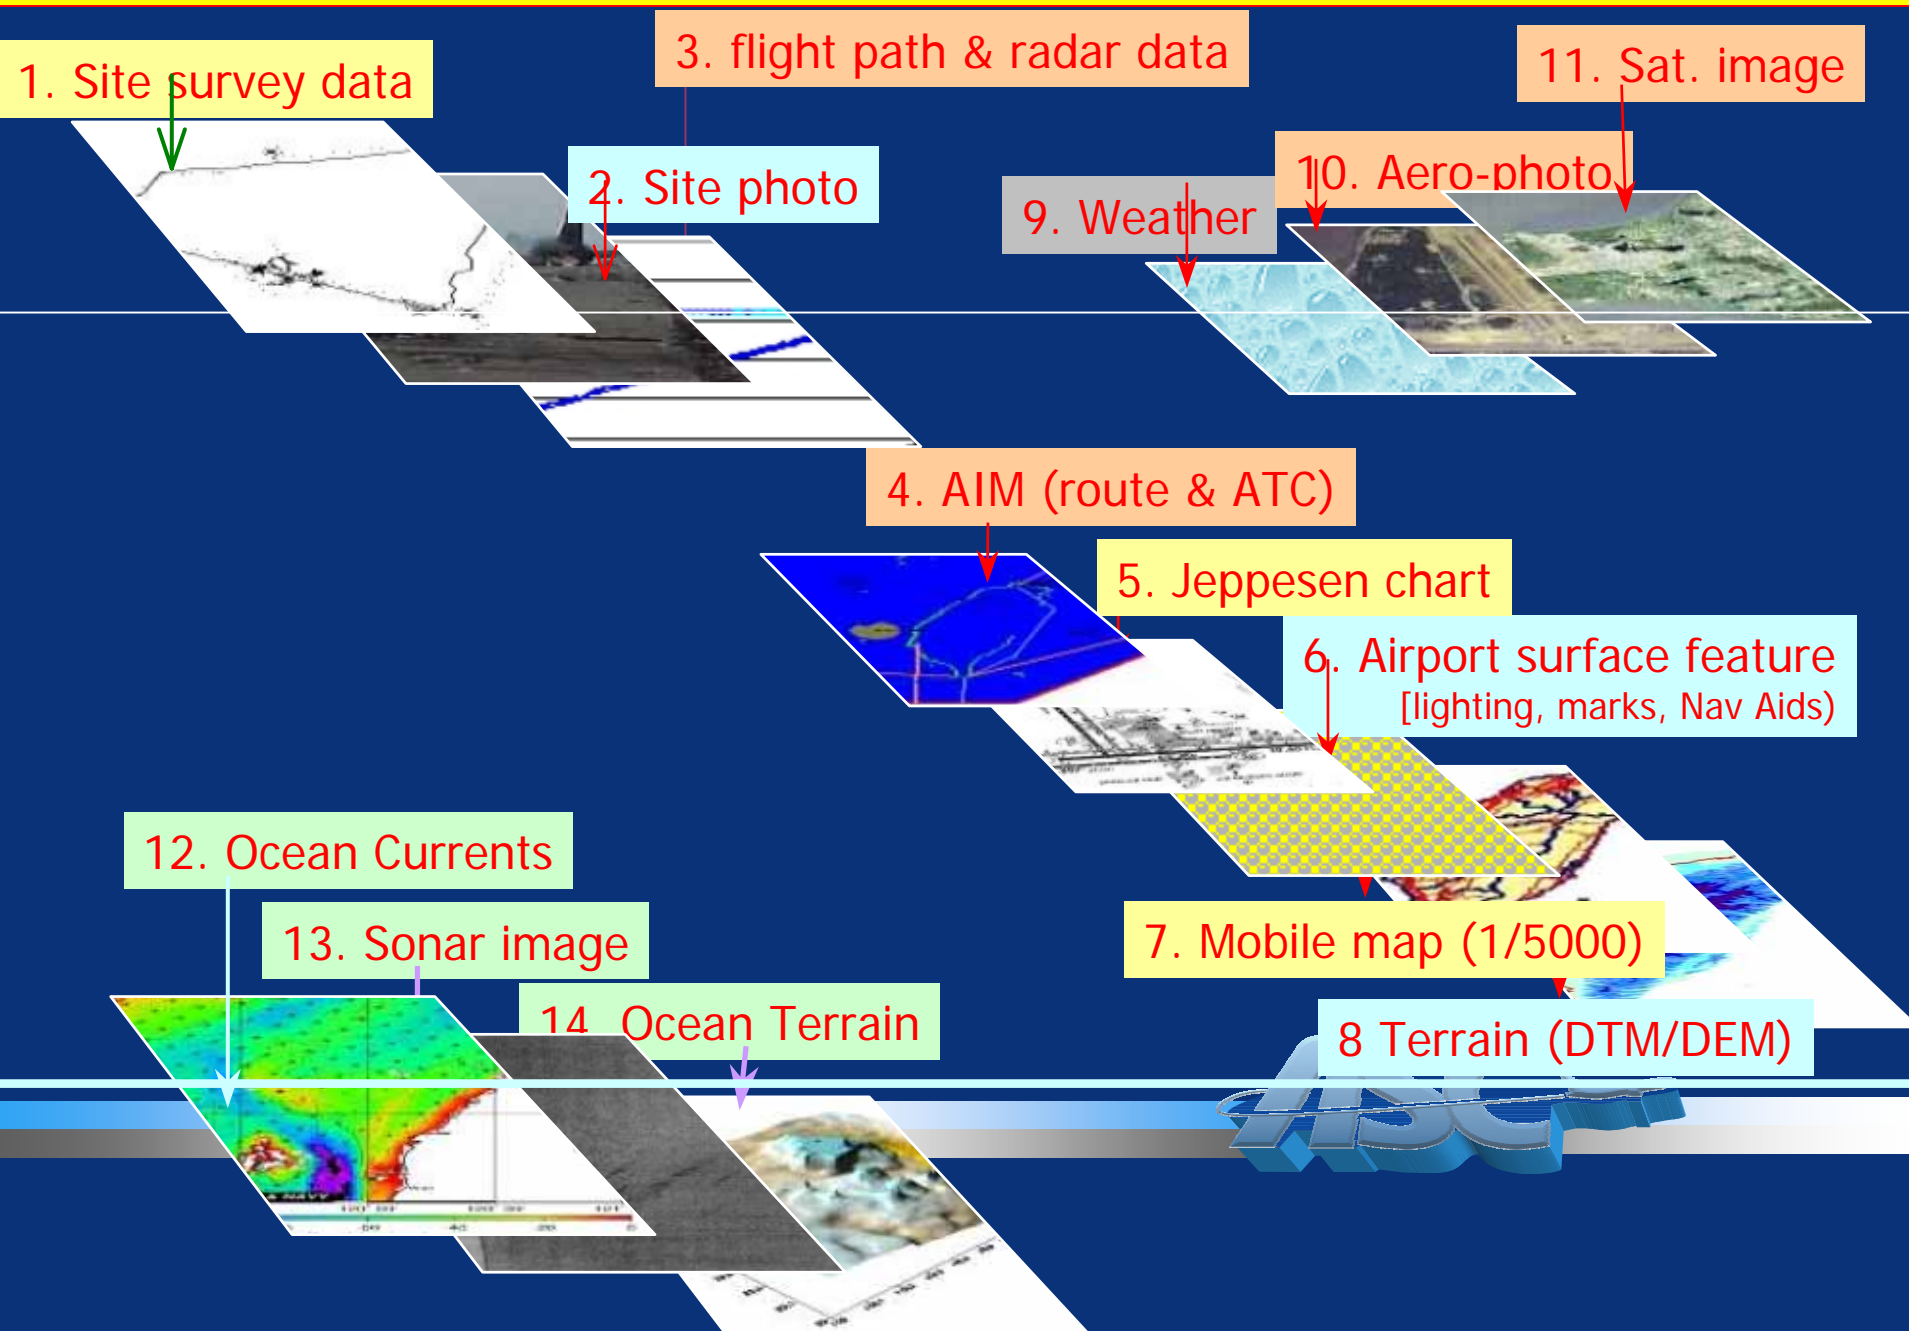 1. Site survey data
3. flight path & radar data
11. Sat. image
2. Site photo
10. Aero-photo
9. Weather
4. AIM (route & ATC)
5. Jeppesen chart
6. Airport surface feature
[lighting, marks, Nav Aids)
12. Ocean Currents
13. Sonar image
7. Mobile map (1/5000)
14. Ocean Terrain
8 Terrain (DTM/DEM)
ASC